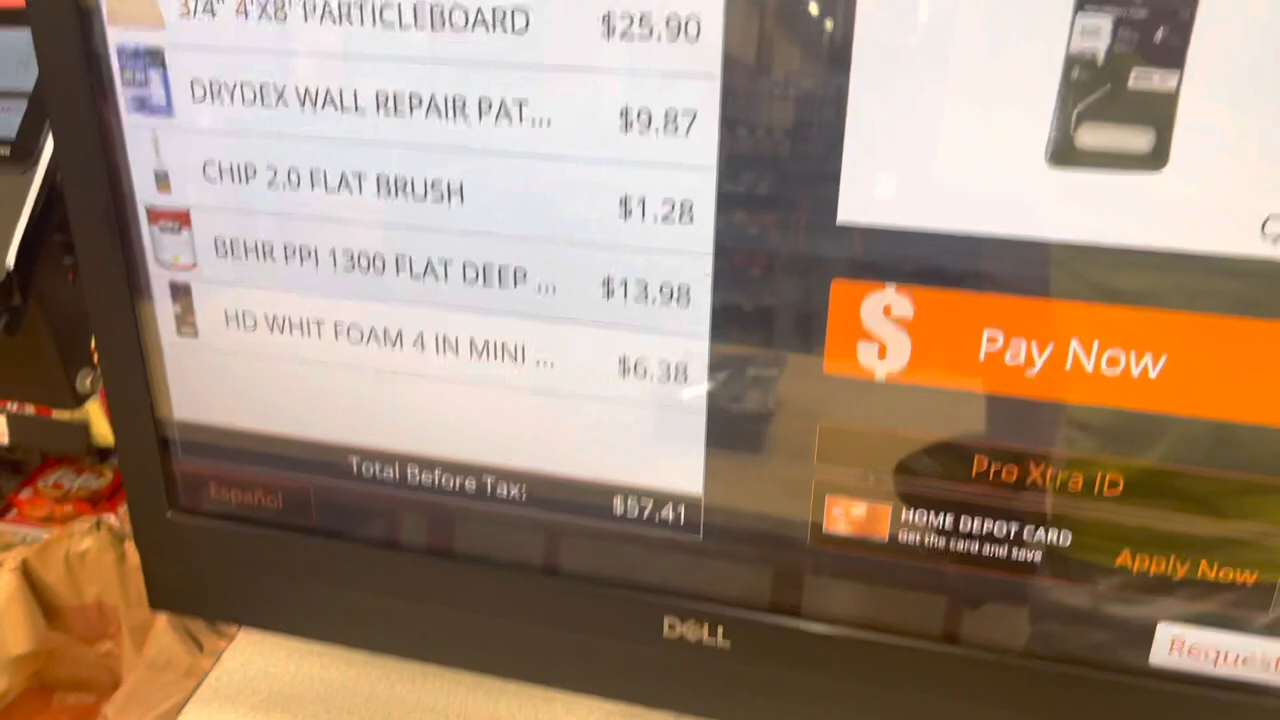 3/4" 4'X8' PARTICLEBOARD $25.90
DRYDEX WALL REPAIR PAT... $9.87
CHIP 2.0 FLAT BRUSH $1.28
BEHR PPI 1300 FLAT DEEP ... $13.98
HD WHIT FOAM 4 IN MINI ... $6.38
Total Before Tax: $57.41
Español
$ Pay Now
Pro Xtra ID
HOME DEPOT CARD
Get the card and save
Apply Now
Request
DELL